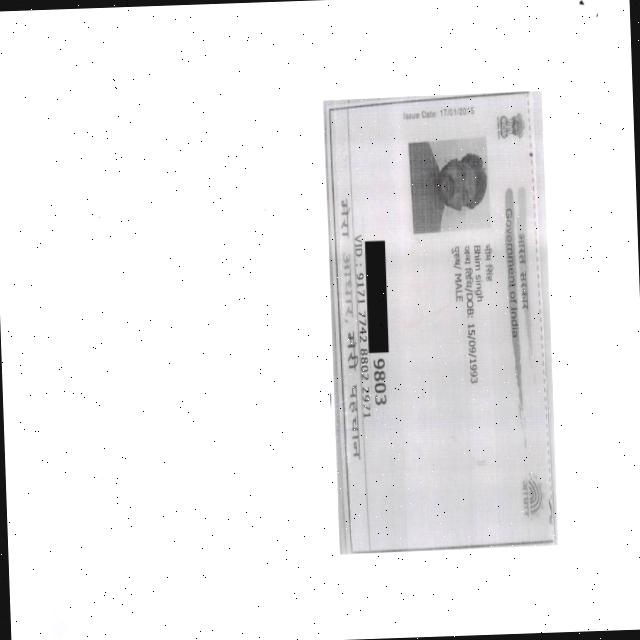 भारत सरकार
Government of India
Issue Date: 17/01/2015
भीम सिंह
Bhim singh
जन्म तिथि/DOB: 15/09/1993
पुरुष/ MALE
9803
VID : 9171 7742 8802 2971
मेरा आधार, मेरी पहचान